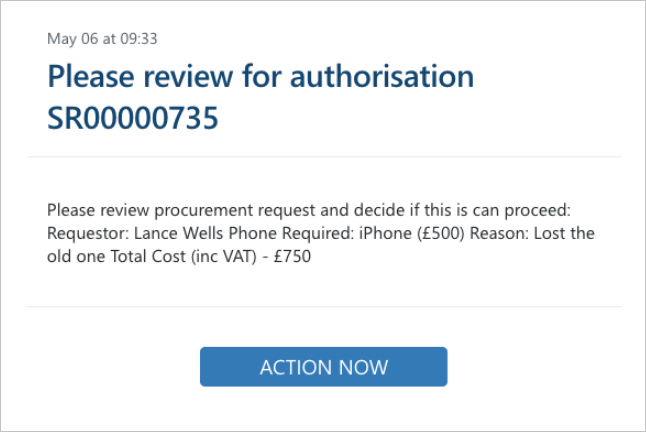 May 06 at 09:33
Please review for authorisation
SR00000735
Please review procurement request and decide if this is can proceed:
Requestor: Lance Wells Phone Required: iPhone (£500) Reason: Lost the
old one Total Cost (inc VAT) - £750
ACTION NOW